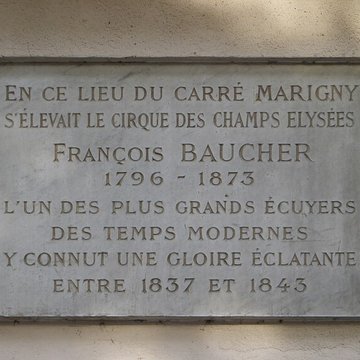 EN CE LIEU DU CARRÉ MARIGNY
S'ÉLEVAIT LE CIRQUE DES CHAMPS ELYSÉES
FRANÇOIS BAUCHER
1796 - 1873
L'UN DES PLUS GRANDS ÉCUYERS
DES TEMPS MODERNES
Y CONNUT UNE GLOIRE ÉCLATANTE
ENTRE 1837 ET 1843